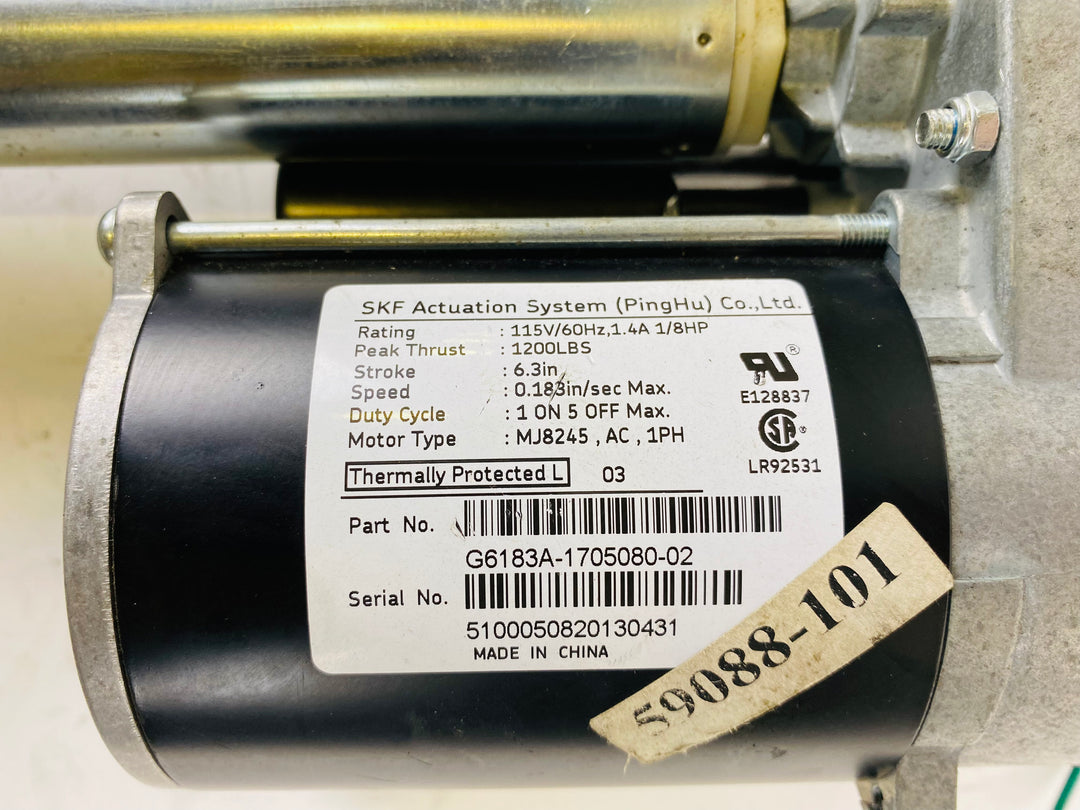 SKF Actuation System (PingHu) Co.,Ltd.
Rating : 115V/60Hz,1.4A 1/8HP
Peak Thrust : 1200LBS
Stroke : 6.3in
Speed : 0.183in/sec Max.
Duty Cycle : 1 ON 5 OFF Max.
Motor Type : MJ8245 , AC , 1PH
Thermally Protected L 03
RU ®
E128837
SA ®
LR92531
Part No.
G6183A-1705080-02
Serial No.
5100050820130431
MADE IN CHINA
59088-101